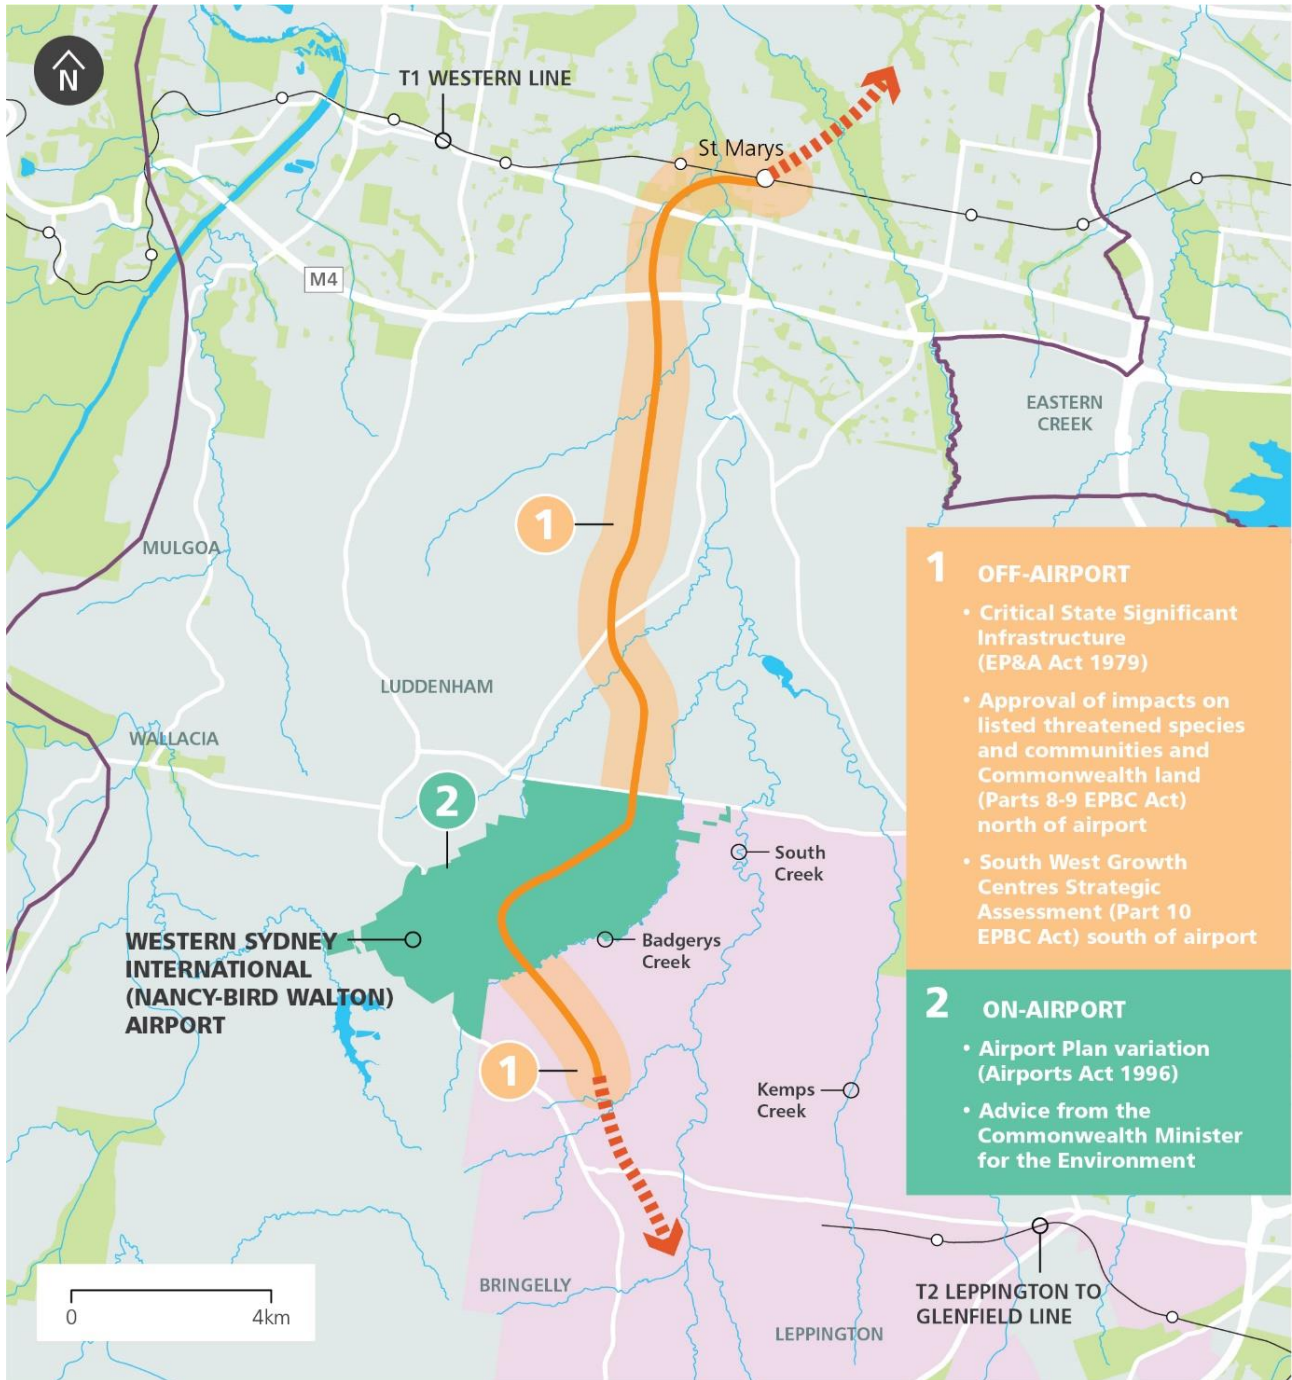 N
T1 WESTERN LINE
St Marys
M4
EASTERN
CREEK
1
MULGOA
LUDDENHAM
WALLACIA
2
South
Creek
WESTERN SYDNEY
INTERNATIONAL
(NANCY-BIRD WALTON)
AIRPORT
Badgerys
Creek
1
Kemps
Creek
BRINGELLY
LEPPINGTON
T2 LEPPINGTON TO
GLENFIELD LINE
0 4km
1 OFF-AIRPORT
• Critical State Significant
Infrastructure
(EP&A Act 1979)
• Approval of impacts on
listed threatened species
and communities and
Commonwealth land
(Parts 8-9 EPBC Act)
north of airport
• South West Growth
Centres Strategic
Assessment (Part 10
EPBC Act) south of airport
2 ON-AIRPORT
• Airport Plan variation
(Airports Act 1996)
• Advice from the
Commonwealth Minister
for the Environment